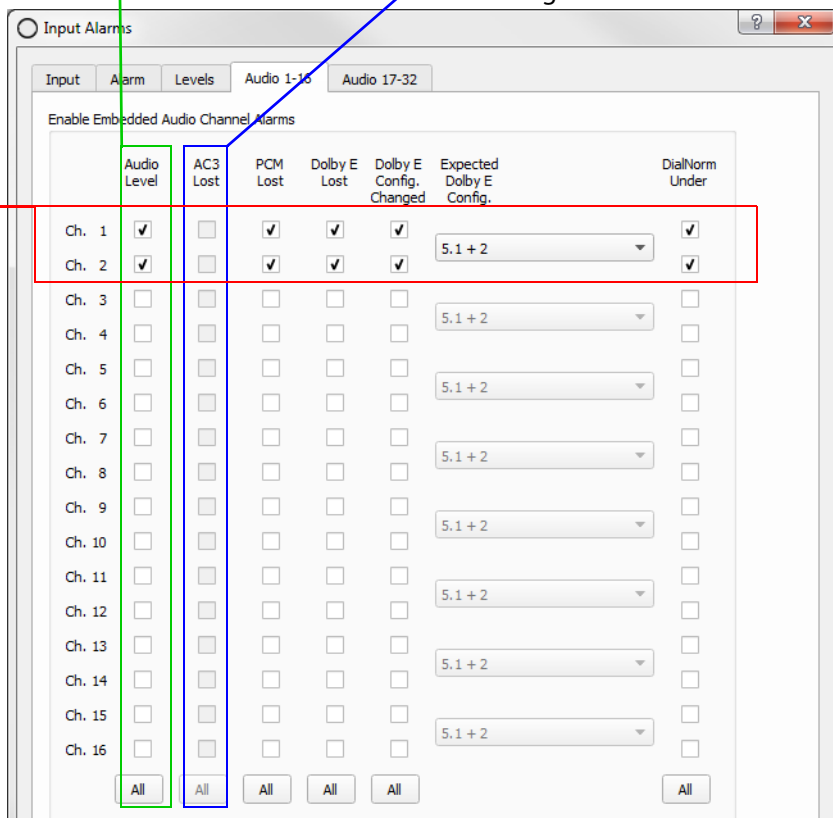 g
Input Alarms
Input Alarm Levels Audio 1-16 Audio 17-32
Enable Embedded Audio Channel Alarms
Audio Level AC3 Lost PCM Lost Dolby E Lost Dolby E Config. Changed Expected Dolby E Config. DialNorm Under
Ch. 1
5.1 + 2
Ch. 2
Ch. 3
5.1 + 2
Ch. 4
Ch. 5
5.1 + 2
Ch. 6
Ch. 7
5.1 + 2
Ch. 8
Ch. 9
5.1 + 2
Ch. 10
Ch. 11
5.1 + 2
Ch. 12
Ch. 13
5.1 + 2
Ch. 14
Ch. 15
5.1 + 2
Ch. 16
All All All All All All